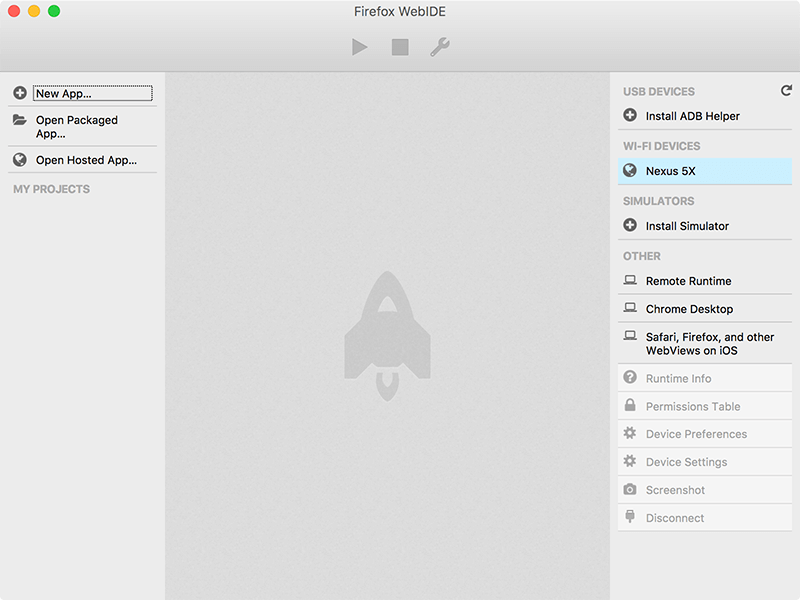 Firefox WebIDE
New App...
Open Packaged
App...
Open Hosted App...
MY PROJECTS
USB DEVICES
Install ADB Helper
WI-FI DEVICES
Nexus 5X
SIMULATORS
Install Simulator
OTHER
Remote Runtime
Chrome Desktop
Safari, Firefox, and other
WebViews on iOS
Runtime Info
Permissions Table
Device Preferences
Device Settings
Screenshot
Disconnect